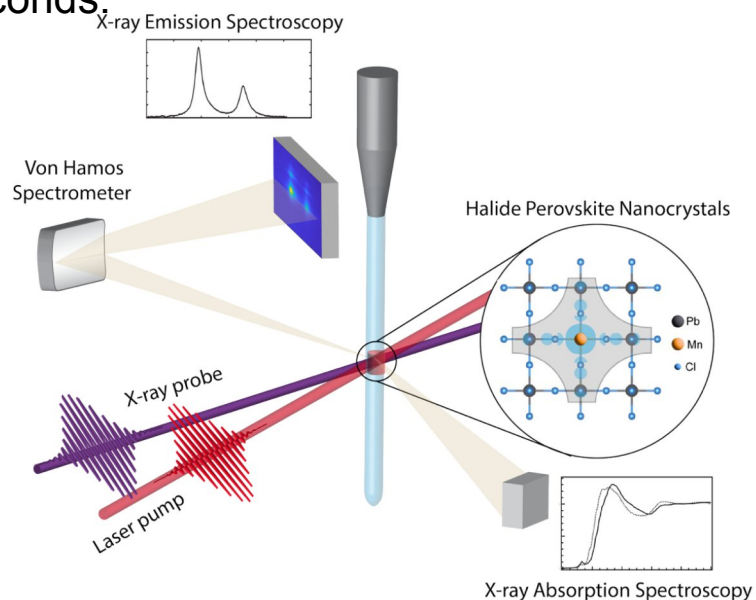 conds.
X-ray Emission Spectroscopy
Von Hamos
Spectrometer
Halide Perovskite Nanocrystals
Pb
Mn
Cl
X-ray probe
Laser pump
X-ray Absorption Spectroscopy